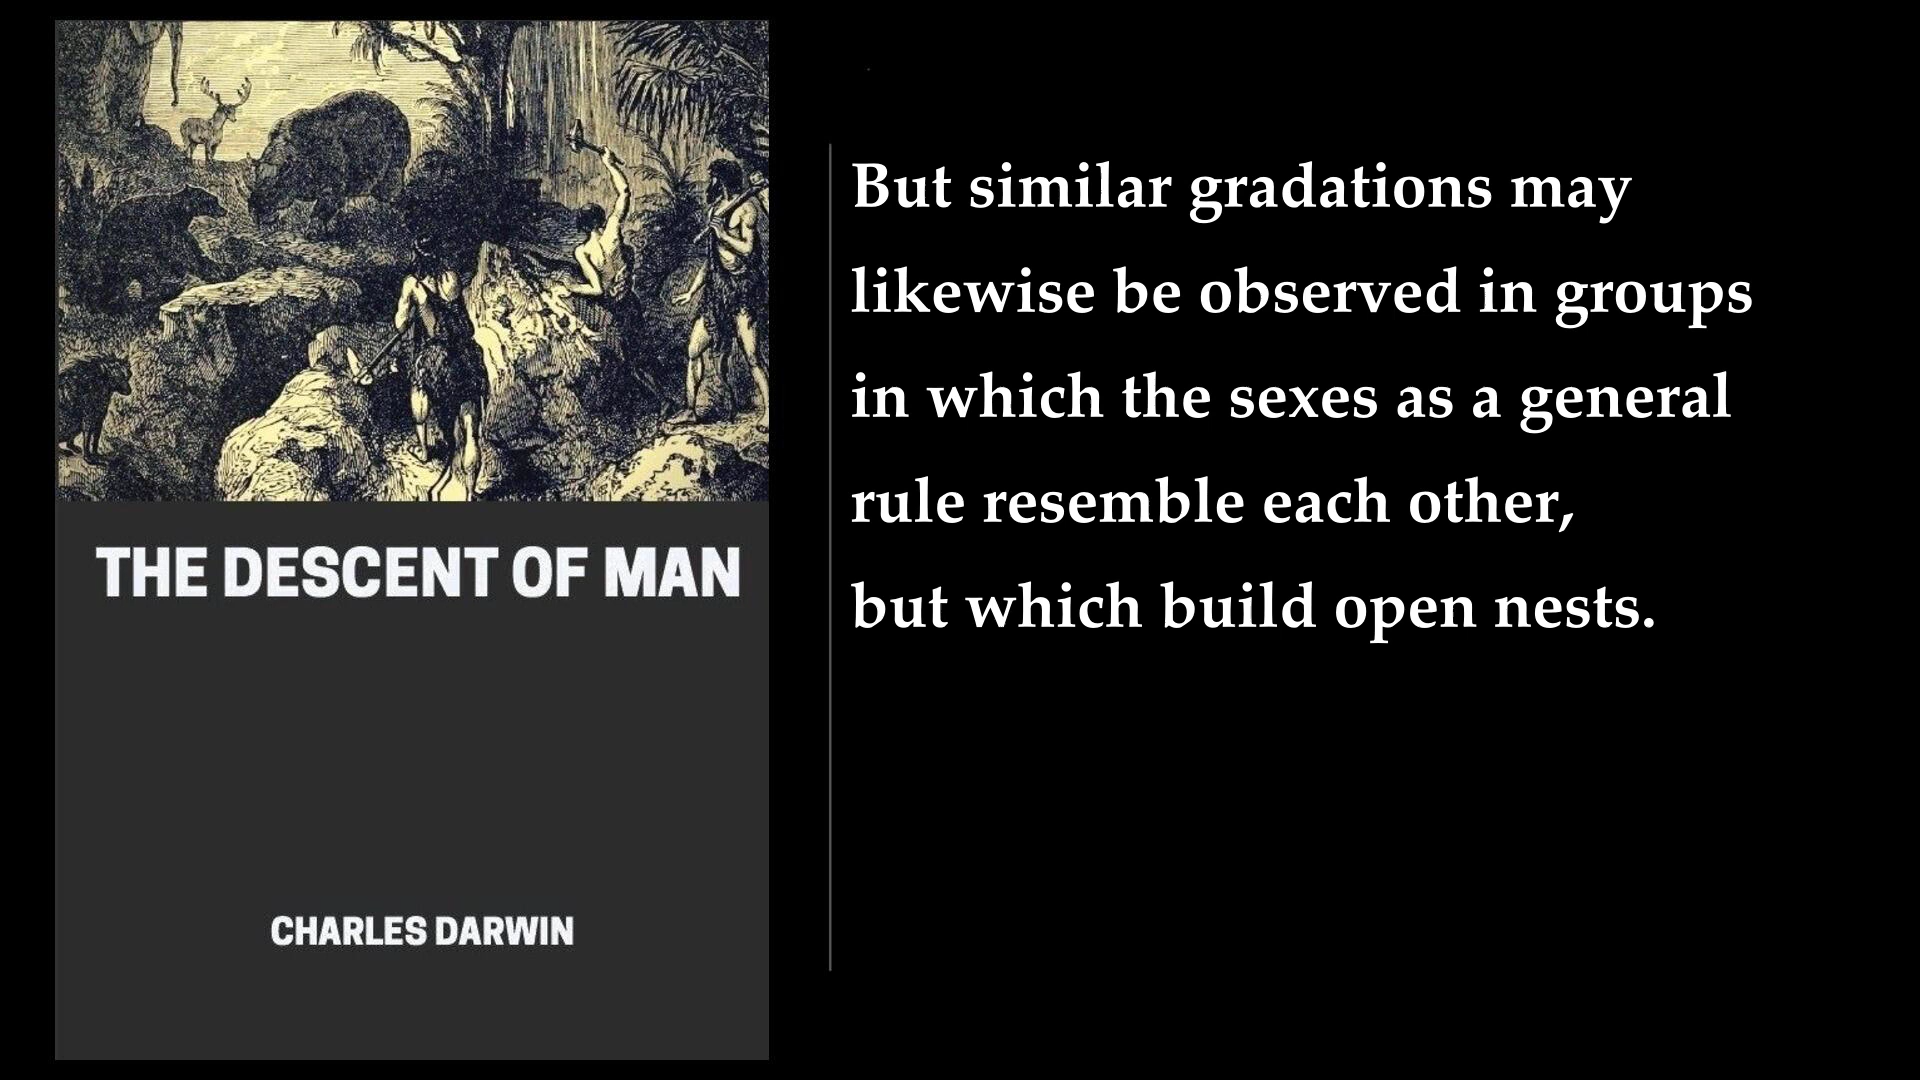 THE DESCENT OF MAN
CHARLES DARWIN
But similar gradations may
likewise be observed in groups
in which the sexes as a general
rule resemble each other,
but which build open nests.